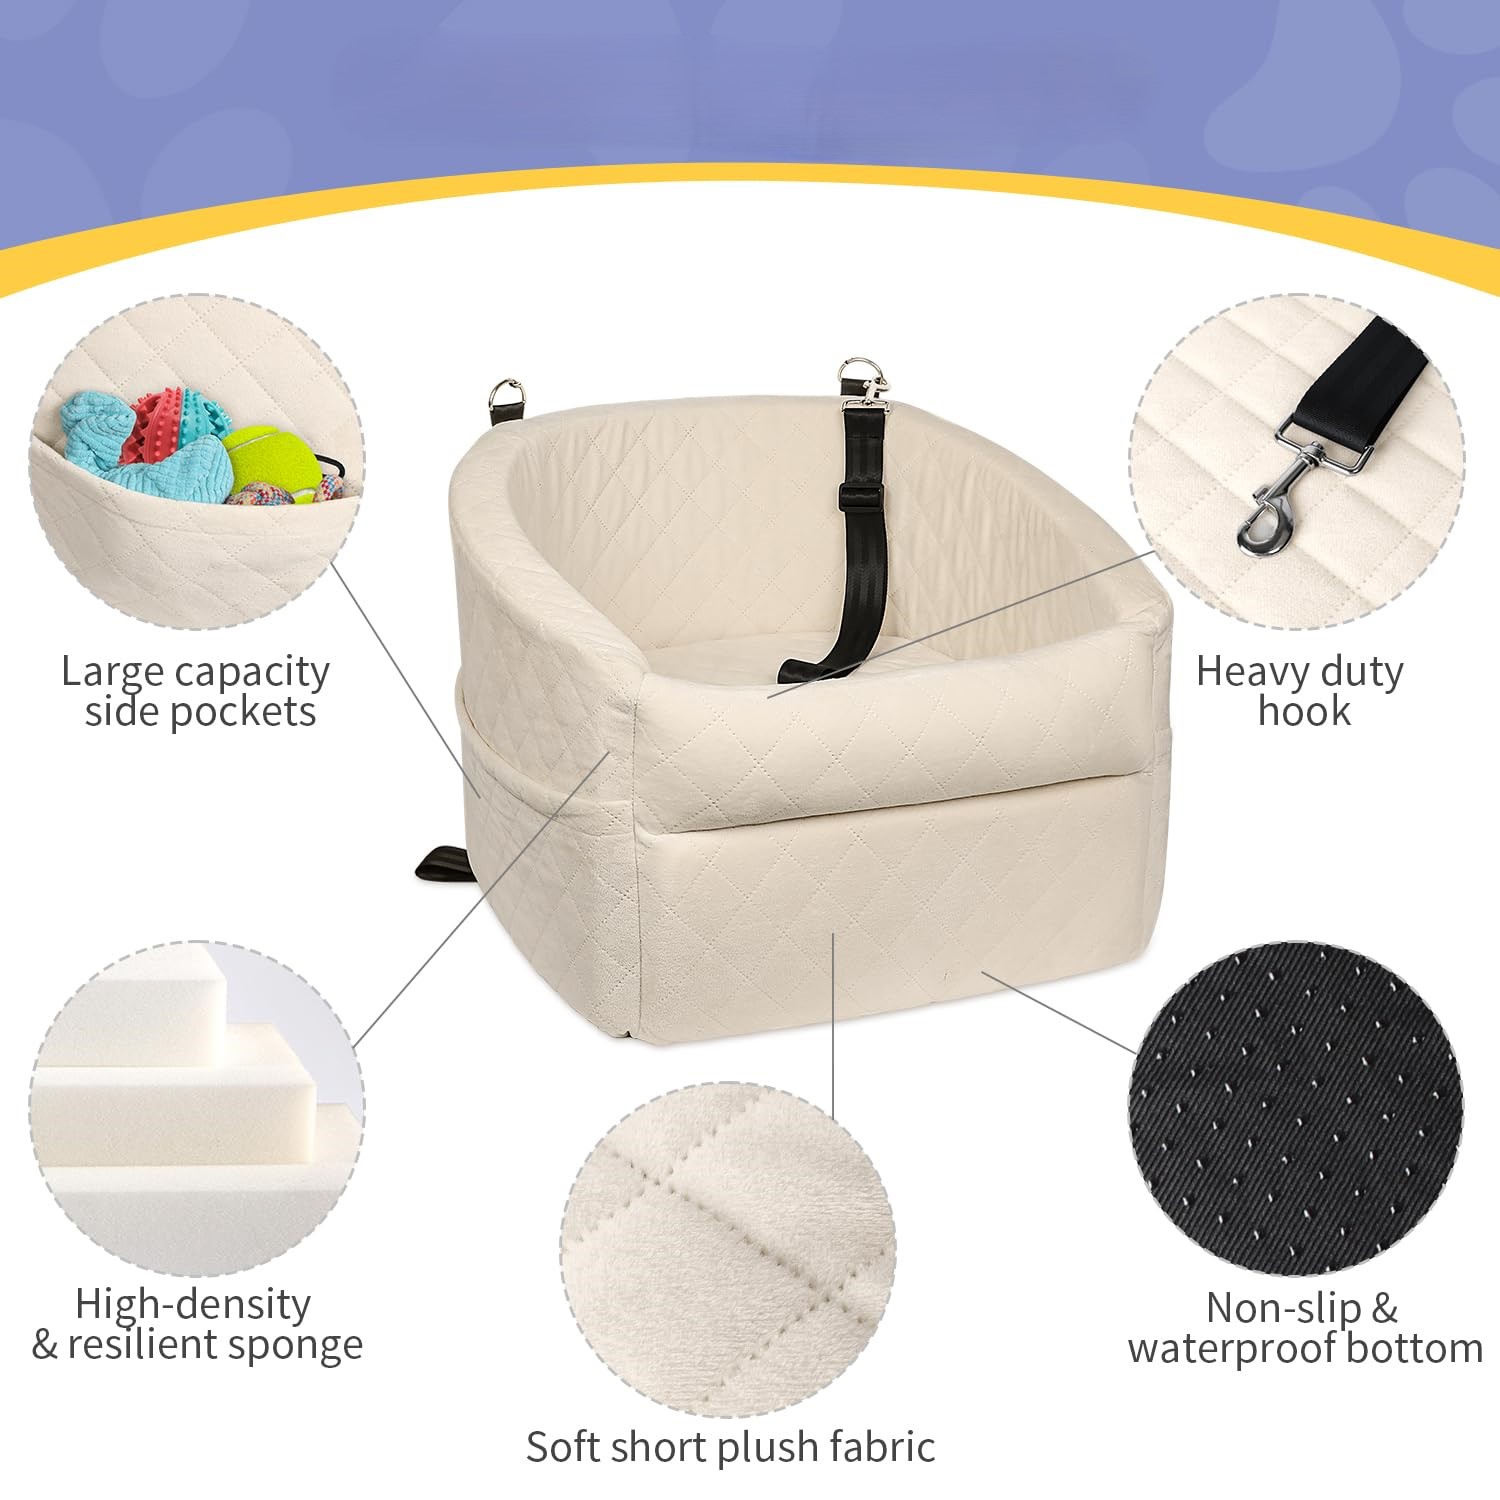 Large capacity
side pockets
Heavy duty
hook
High-density
& resilient sponge
Soft short plush fabric
Non-slip &
waterproof bottom